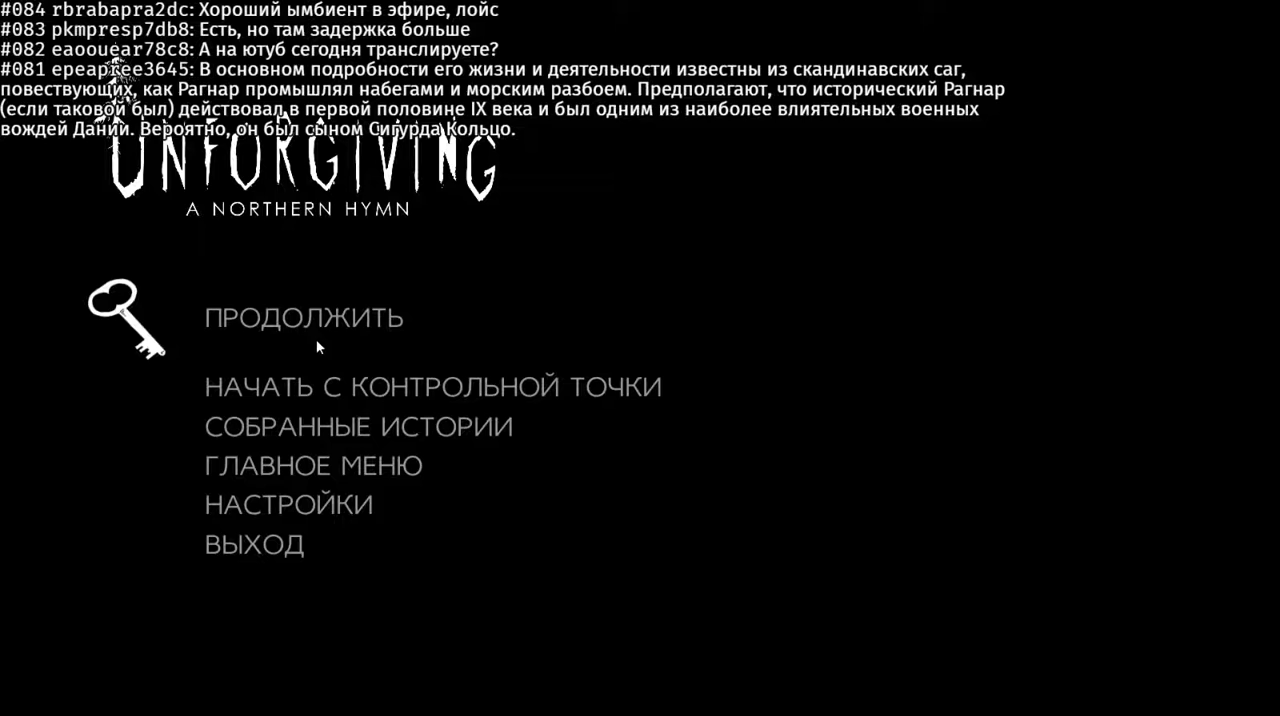 #084 rbrabapra2dc: Хороший ымбиент в эфире, лойс
#083 pkmpresp7db8: Есть, но там задержка больше
#082 eaoouear78c8: А на ютуб сегодня транслируете?
#081 epeapree3645: В основном подробности его жизни и деятельности известны из скандинавских саг,
повествующих, как Рагнар промышлял набегами и морским разбоем. Предполагают, что исторический Рагнар
(если таковой был) действовал в первой половине IX века и был одним из наиболее влиятельных военных
вождей Дании. Вероятно, он был сыном Сигурда Кольцо.
UNFORGIVING
A NORTHERN HYMN
ПРОДОЛЖИТЬ
НАЧАТЬ С КОНТРОЛЬНОЙ ТОЧКИ
СОБРАННЫЕ ИСТОРИИ
ГЛАВНОЕ МЕНЮ
НАСТРОЙКИ
ВЫХОД